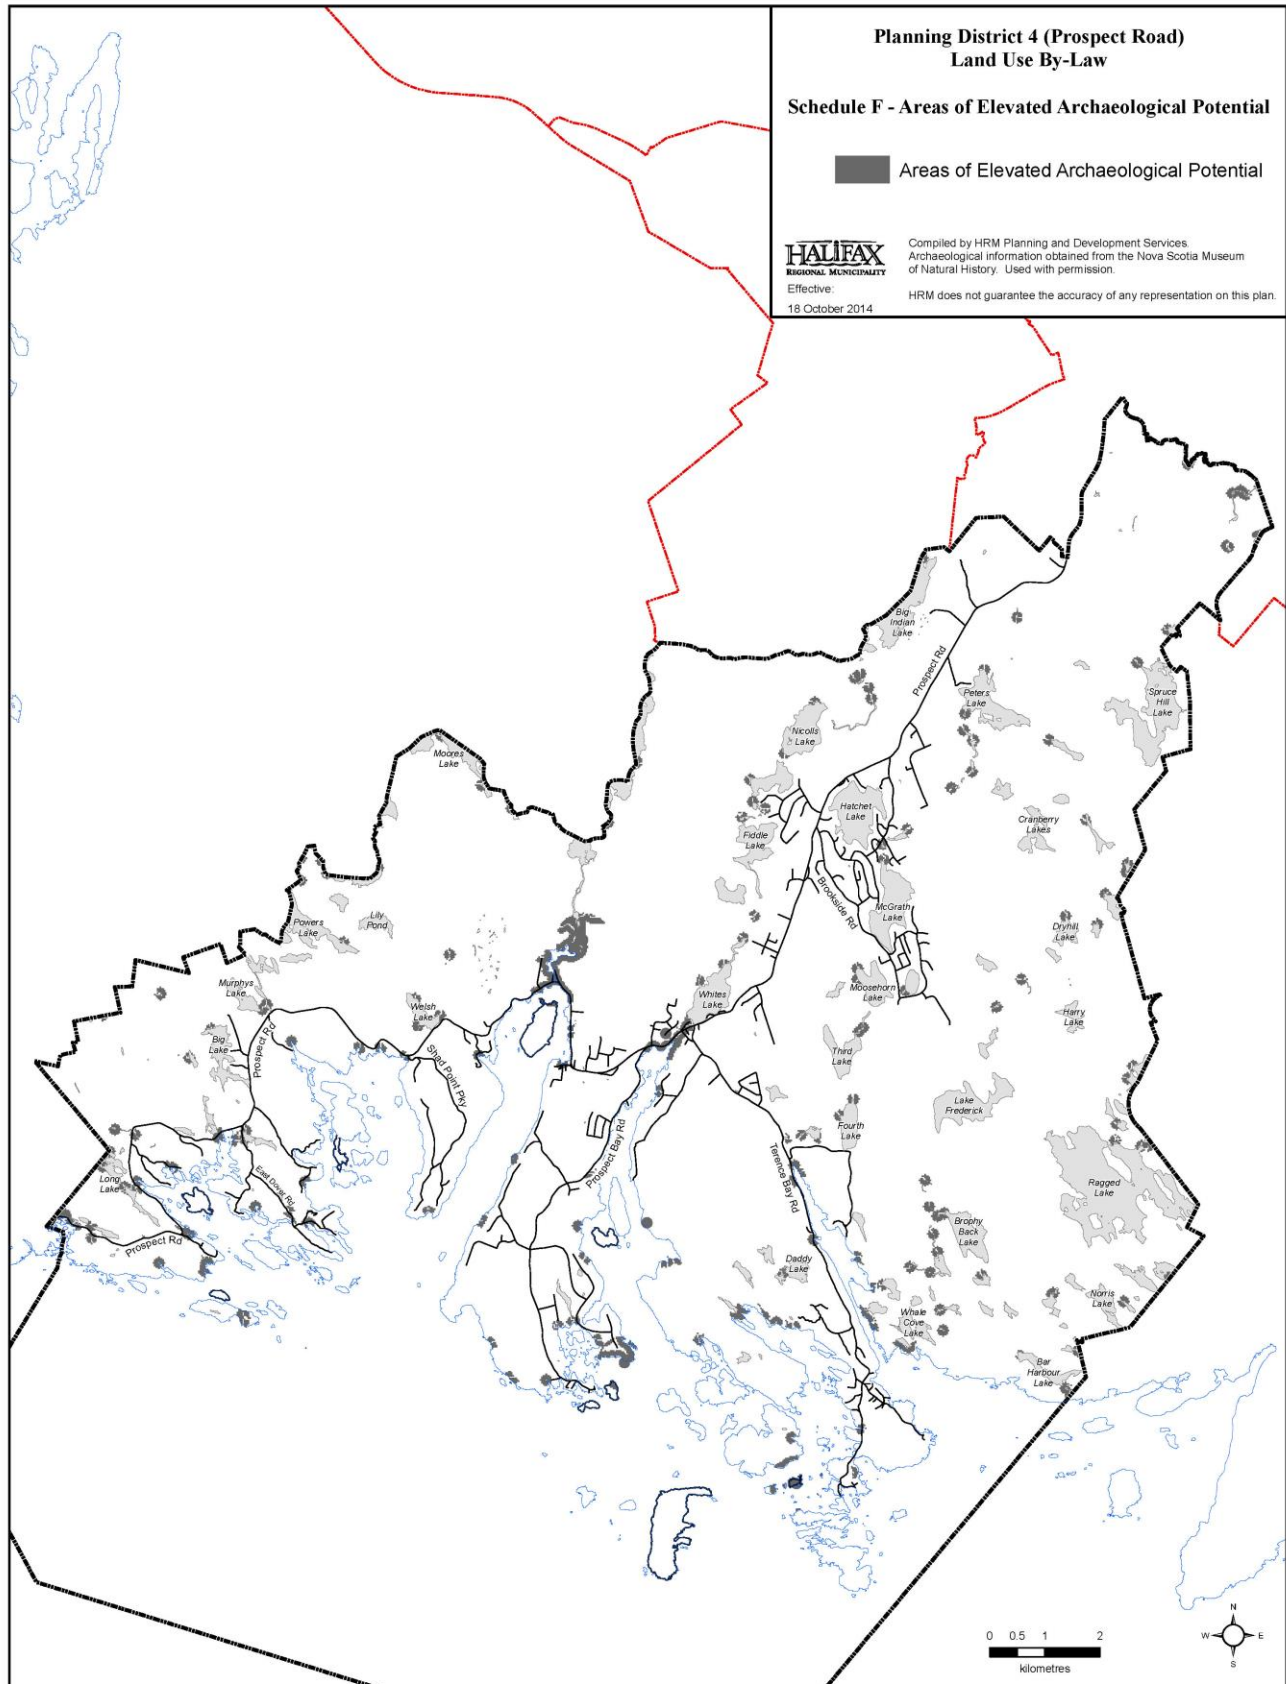 Planning District 4 (Prospect Road)
Land Use By-Law
Schedule F - Areas of Elevated Archaeological Potential
Areas of Elevated Archaeological Potential
HALIFAX
REGIONAL MUNICIPALITY
Compiled by HRM Planning and Development Services.
Archaeological information obtained from the Nova Scotia Museum
of Natural History. Used with permission.
Effective:
18 October 2014
HRM does not guarantee the accuracy of any representation on this plan.
Big
Indian
Lake
Prospect Rd
Peters
Lake
Spruce
Hill
Lake
Nicolls
Lake
Moores
Lake
Hatchet
Lake
Cranberry
Lakes
Fiddle
Lake
Brookside Rd
McGrath
Lake
Powers
Lake
Lily
Pond
Dryhill
Lake
Murphys
Lake
Whites
Lake
Moosehorn
Lake
Welsh
Lake
Harry
Lake
Big
Lake
Prospect Rd
Shad Point Pky
Third
Lake
Lake
Frederick
Fourth
Lake
Prospect Bay Rd
Terence Bay Rd
Long
Lake
East Dover Rd
Ragged
Lake
Prospect Rd
Brophy
Back
Lake
Daddy
Lake
Norris
Lake
Whale
Cove
Lake
Bar
Harbour
Lake
N
W E
S
0 0.5 1 2
kilometres